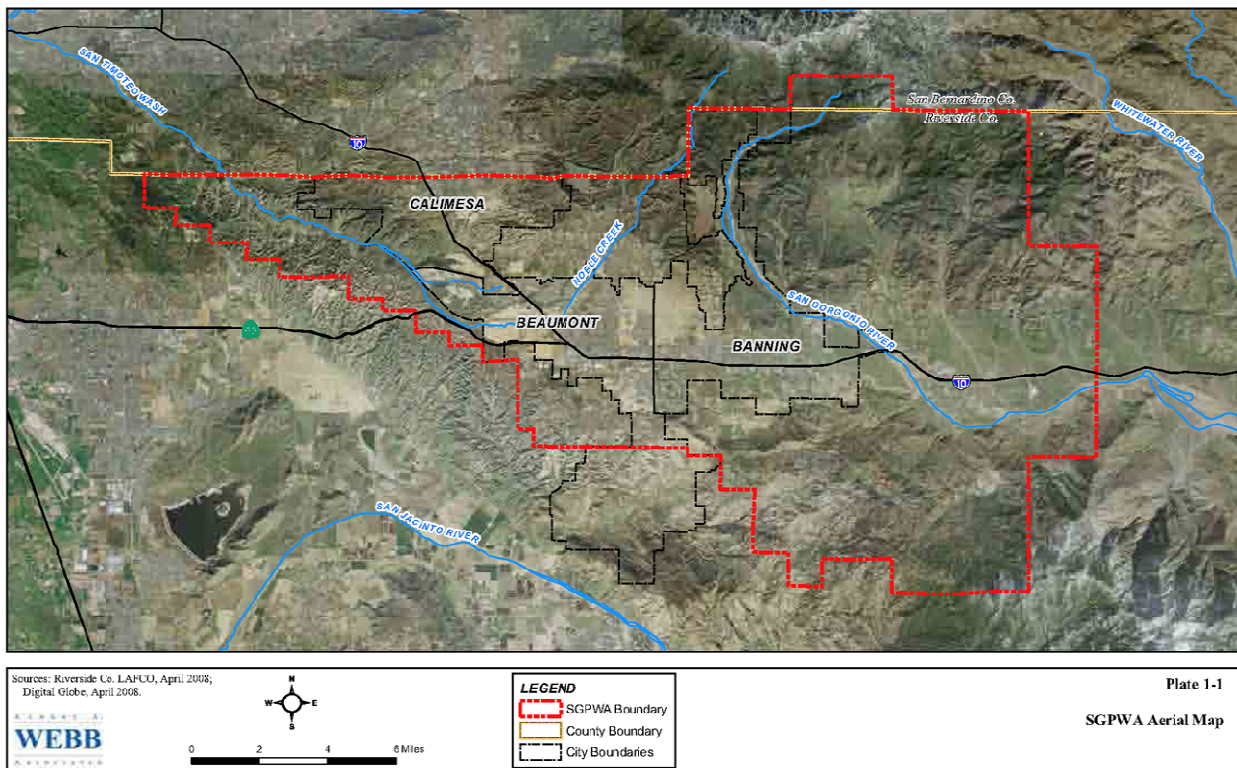 SAN TIMOTEO WASH
10
San Bernardino Co.
Riverside Co.
WHITEWATER RIVER
CALIMESA
NOBLE CREEK
SAN GORGONIO RIVER
BEAUMONT
BANNING
10
SAN JACINTO RIVER
Sources: Riverside Co. LAFCO, April 2008;
Digital Globe, April 2008.
N
W E
S
WEBB
ASSOCIATES
0 2 4 6 Miles
LEGEND
SGPWA Boundary
County Boundary
City Boundaries
Plate 1-1
SGPWA Aerial Map